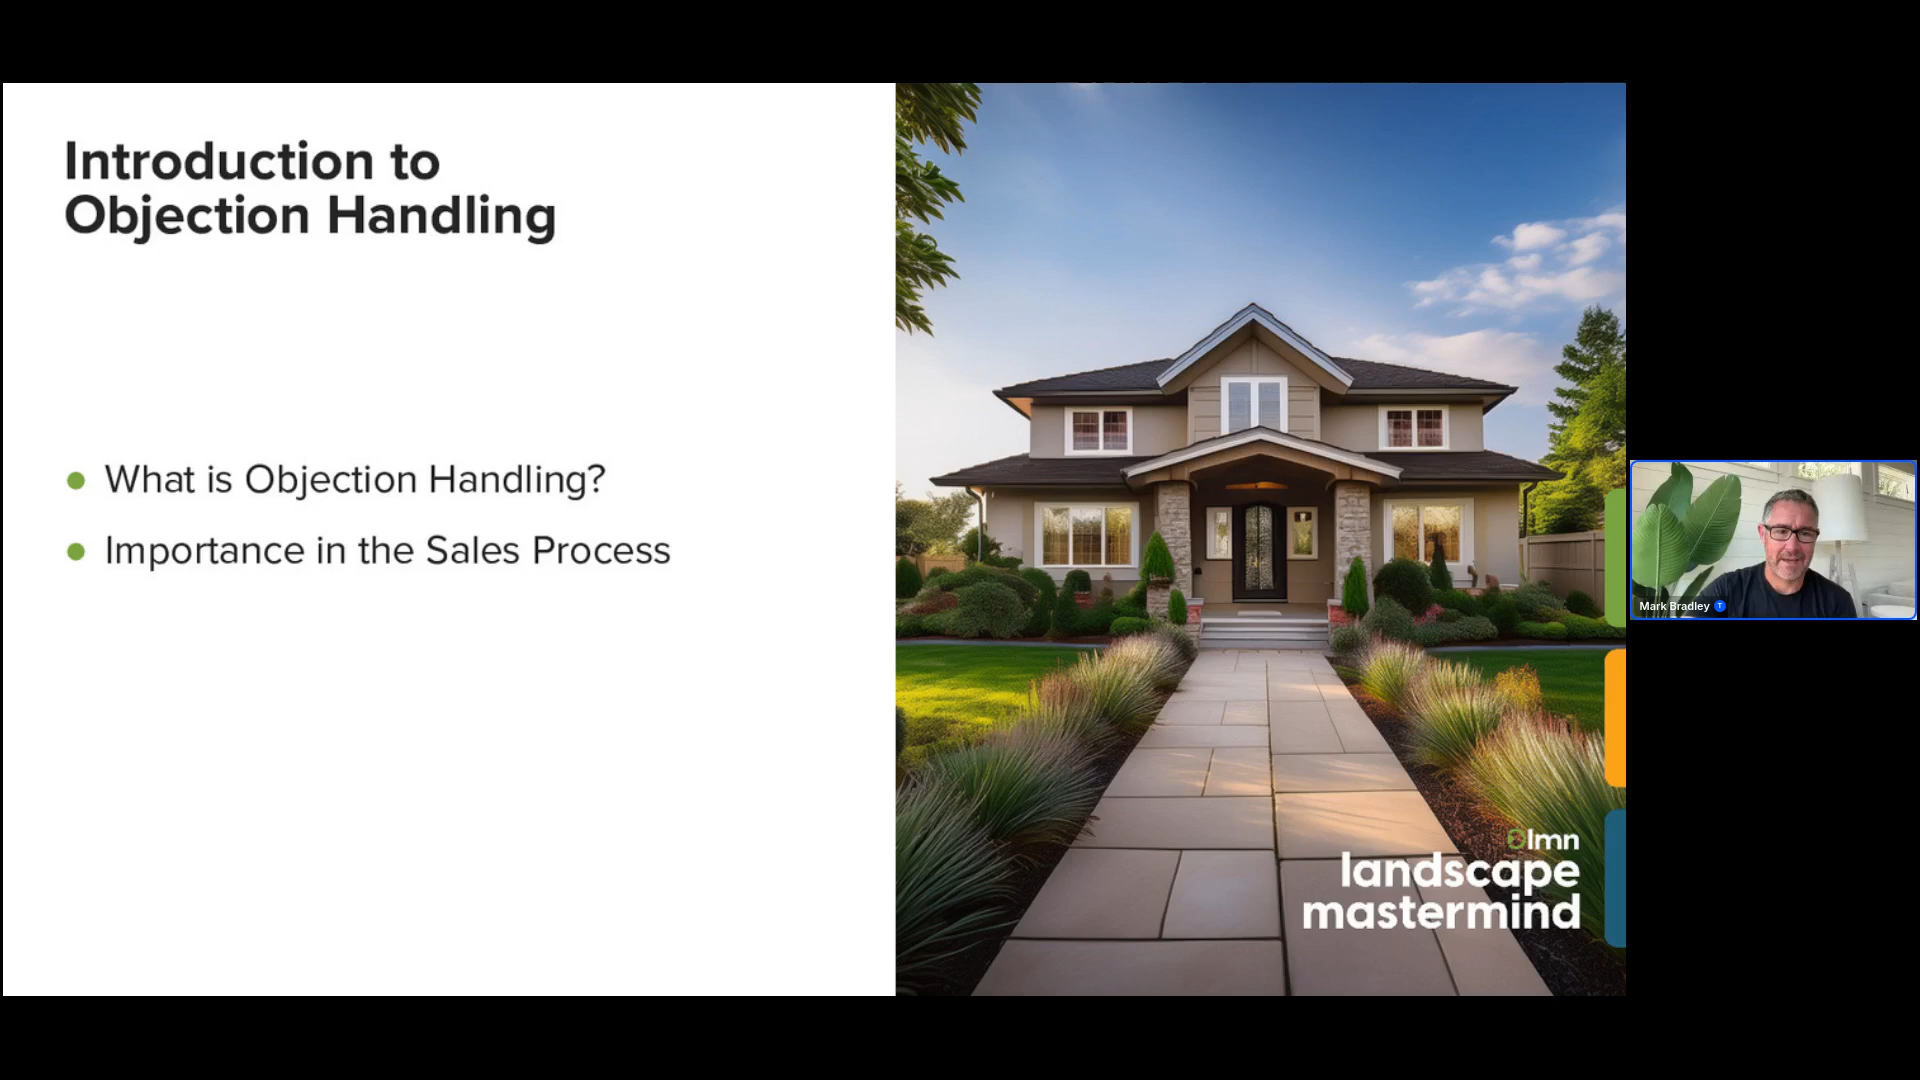 Introduction to
Objection Handling
What is Objection Handling?
Importance in the Sales Process
lmn
landscape
mastermind
Mark Bradley
T